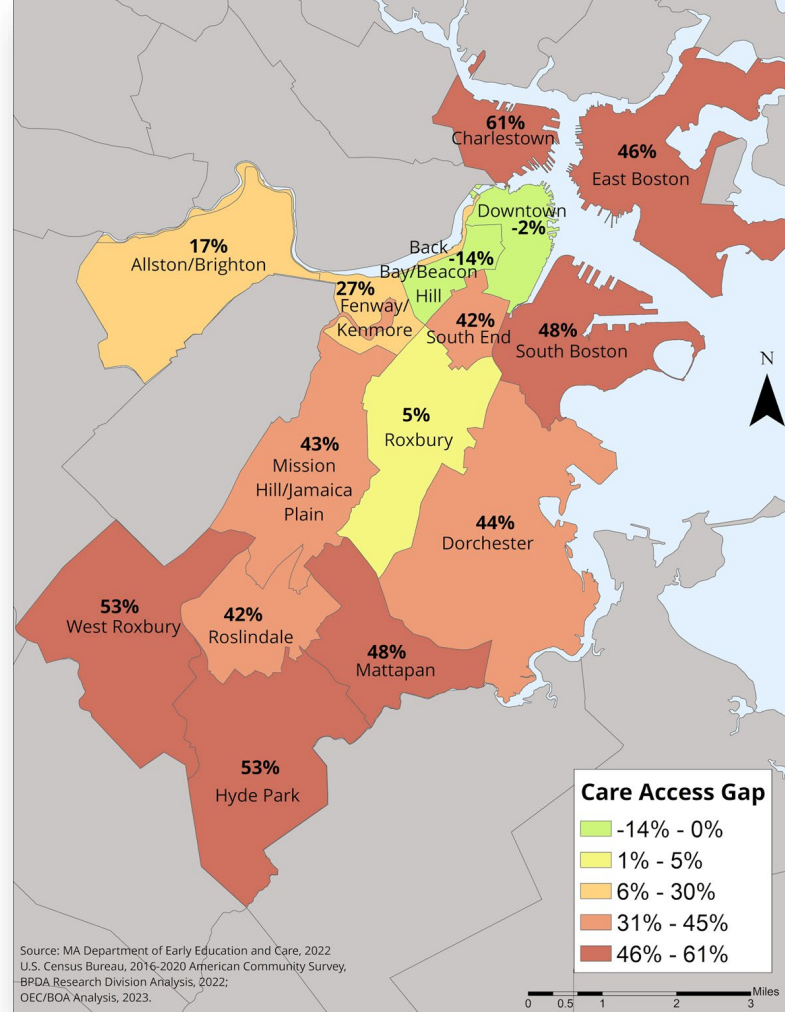 61%
Charlestown
46%
East Boston
Downtown
-2%
17%
Allston/Brighton
Back
Bay/Beacon
Hill
-14%
27%
Fenway/
Kenmore
42%
South End
48%
South Boston
N
5%
Roxbury
43%
Mission
Hill/Jamaica
Plain
44%
Dorchester
53%
West Roxbury
42%
Roslindale
48%
Mattapan
53%
Hyde Park
Care Access Gap
-14% - 0%
1% - 5%
6% - 30%
31% - 45%
46% - 61%
Source: MA Department of Early Education and Care, 2022
U.S. Census Bureau, 2016-2020 American Community Survey,
BPDA Research Division Analysis, 2022;
OEC/BOA Analysis, 2023.
Miles
0 0.5 1 2 3